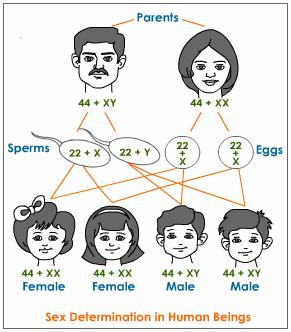 Parents
44 + XY
44 + XX
Sperms
22 + X
22 + Y
22
+
X
22
+
X
Eggs
44 + XX
44 + XX
44 + XY
44 + XY
Female
Female
Male
Male
Sex Determination in Human Beings